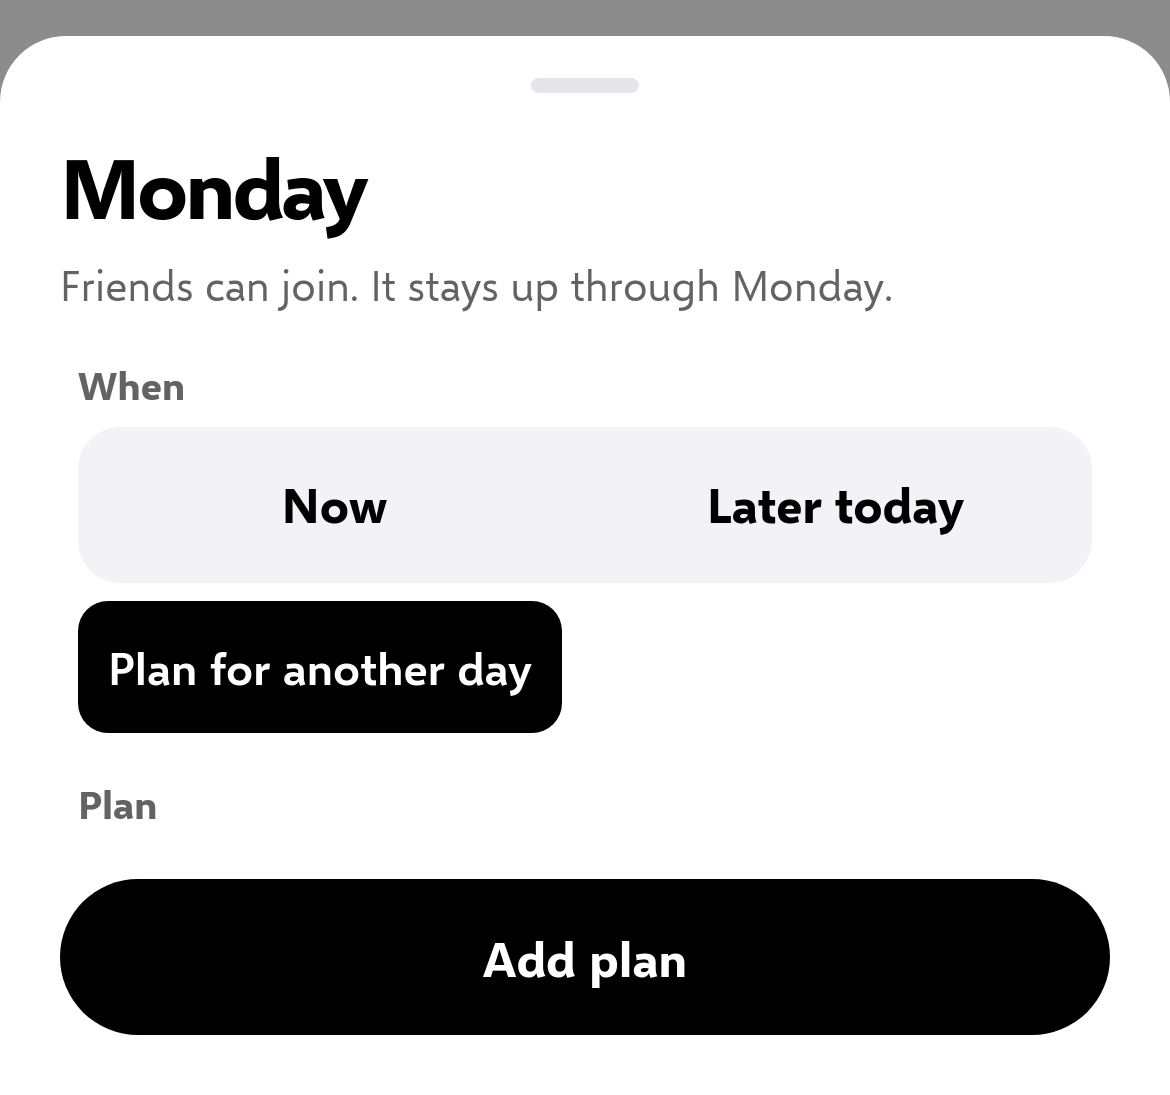 Monday
Friends can join. It stays up through Monday.
When
Now
Later today
Plan for another day
Plan
Add plan